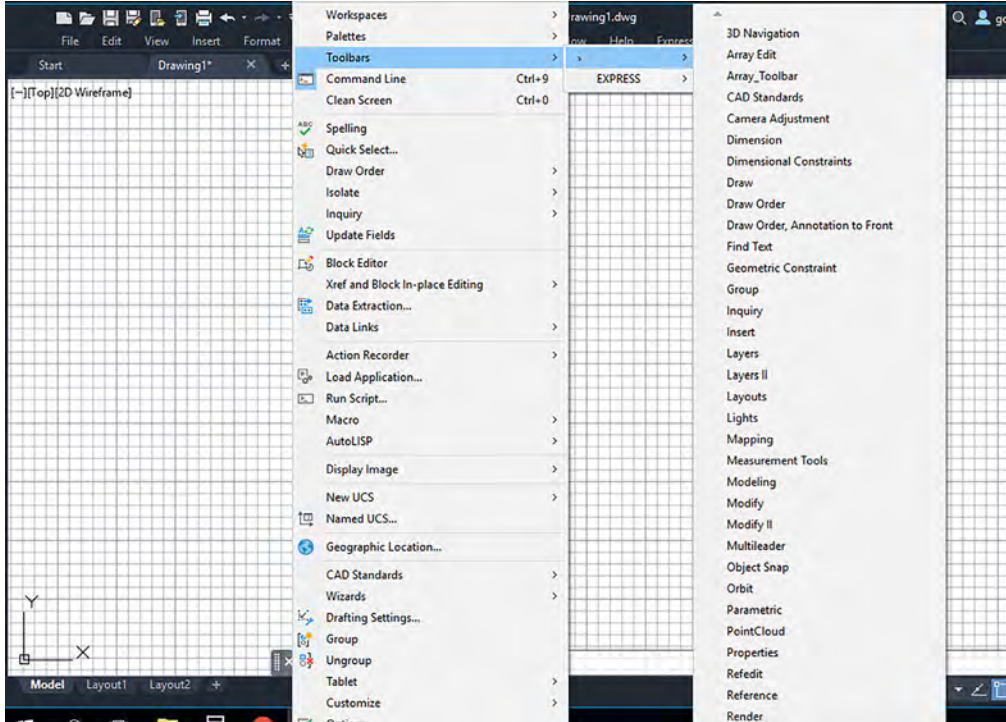 rawing1.dwg
File Edit View Insert Format
Help Express
Start Drawing1* × +
[−][Top][2D Wireframe]
Workspaces
Palettes
Toolbars
Command Line Ctrl+9
Clean Screen Ctrl+0
ABC Spelling
Quick Select...
Draw Order
Isolate
Inquiry
Update Fields
Block Editor
Xref and Block In-place Editing
Data Extraction...
Data Links
Action Recorder
Load Application...
Run Script...
Macro
AutoLISP
Display Image
New UCS
Named UCS...
Geographic Location...
CAD Standards
Wizards
Drafting Settings...
Group
Ungroup
Tablet
Customize
EXPRESS
3D Navigation
Array Edit
Array_Toolbar
CAD Standards
Camera Adjustment
Dimension
Dimensional Constraints
Draw
Draw Order
Draw Order, Annotation to Front
Find Text
Geometric Constraint
Group
Inquiry
Insert
Layers
Layers II
Layouts
Lights
Mapping
Measurement Tools
Modeling
Modify
Modify II
Multileader
Object Snap
Orbit
Parametric
PointCloud
Properties
Refedit
Reference
Render
Y
X
Model Layout1 Layout2 +